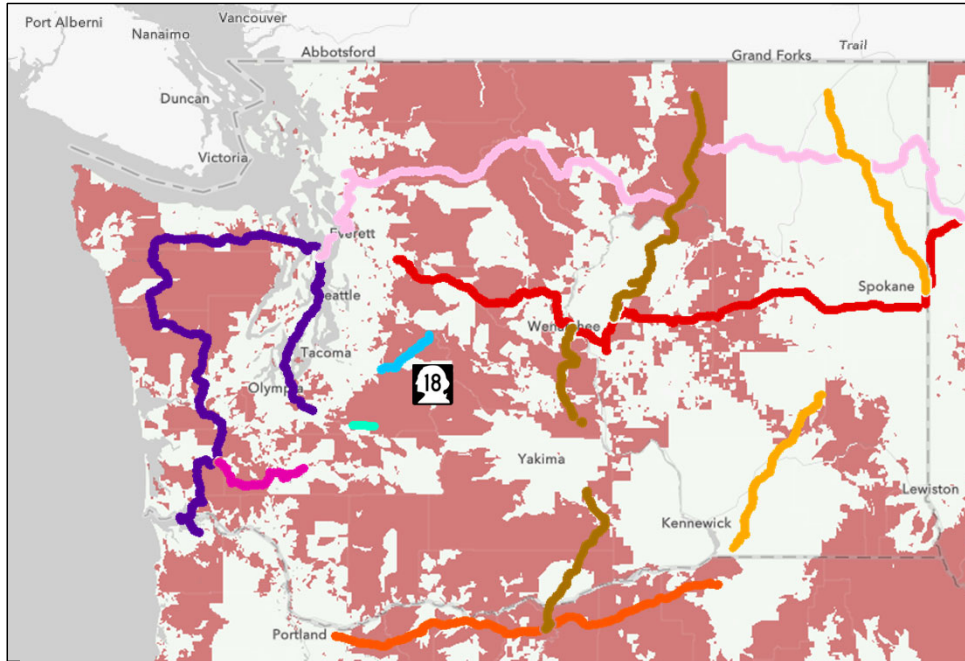 Vancouver
Port Alberni
Nanaimo
Abbotsford
Trail
Grand Forks
Duncan
Victoria
Everett
Seattle
Spokane
Wenatchee
Tacoma
18
Olympia
Yakima
Lewiston
Kennewick
Portland